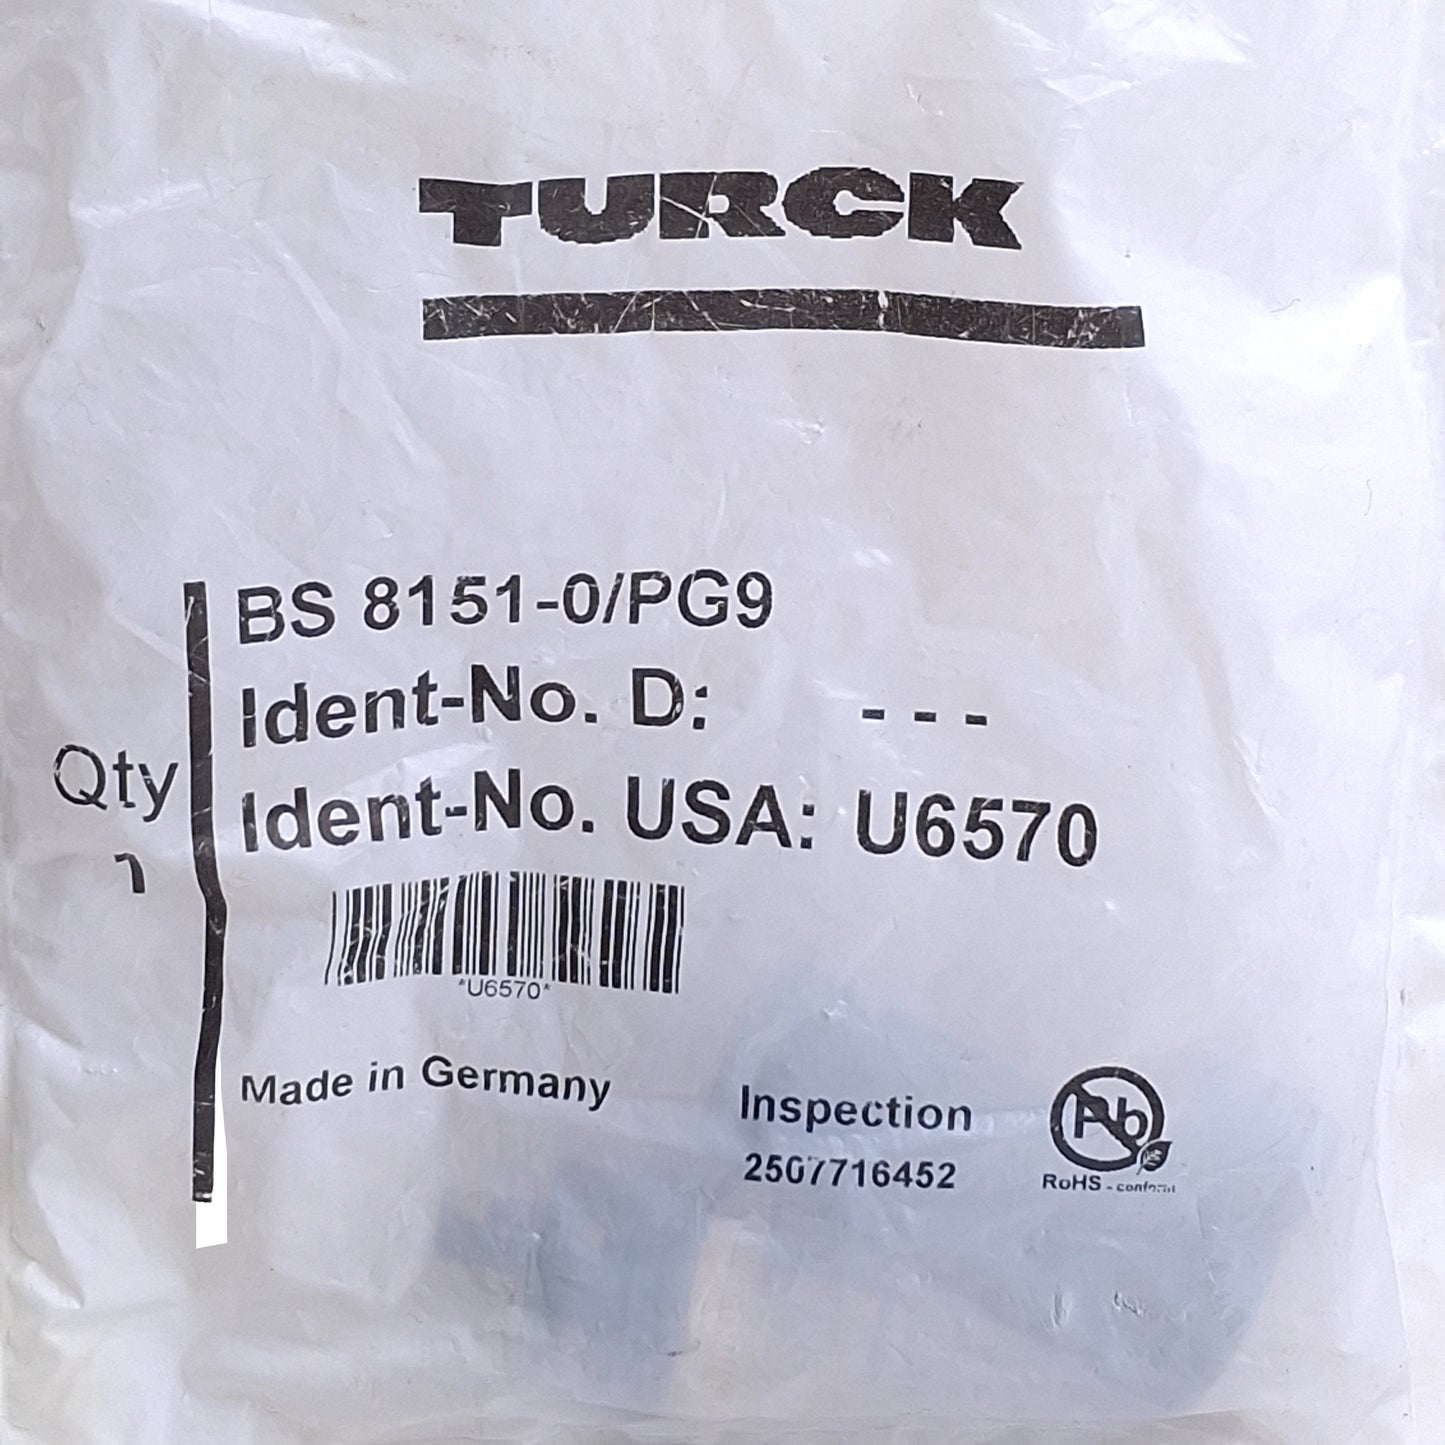 TURCK
BS 8151-0/PG9
Ident-No. D: - - -
Ident-No. USA: U6570
Qty
1
*U6570*
Made in Germany
Inspection
2507716452
Pb
RoHS - conform